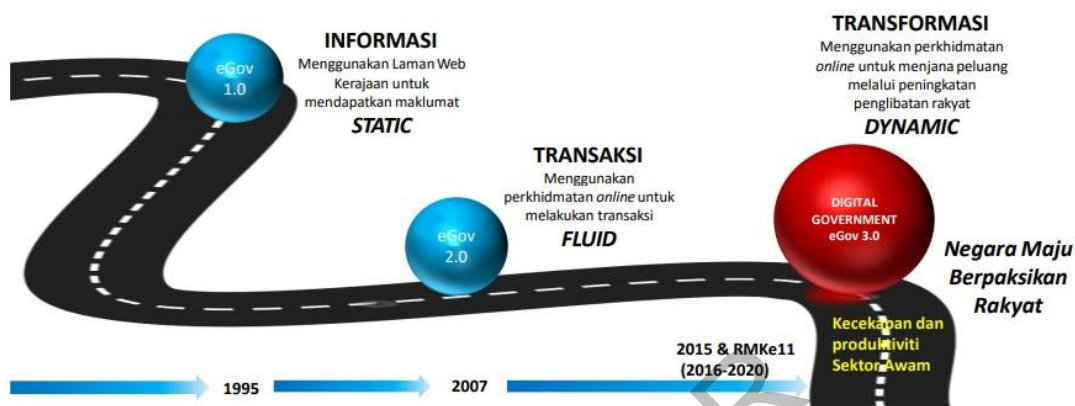 eGov
1.0
INFORMASI
Menggunakan Laman Web
Kerajaan untuk
mendapatkan maklumat
STATIC
eGov
2.0
TRANSAKSI
Menggunakan
perkhidmatan online untuk
melakukan transaksi
FLUID
TRANSFORMASI
Menggunakan perkhidmatan
online untuk menjana peluang
melalui peningkatan
penglibatan rakyat
DYNAMIC
DIGITAL
GOVERNMENT
eGov 3.0
Negara Maju
Berpaksikan
Rakyat
Kecekapan dan
produktiviti
Sektor Awam
1995
2007
2015 & RMKe11
(2016-2020)